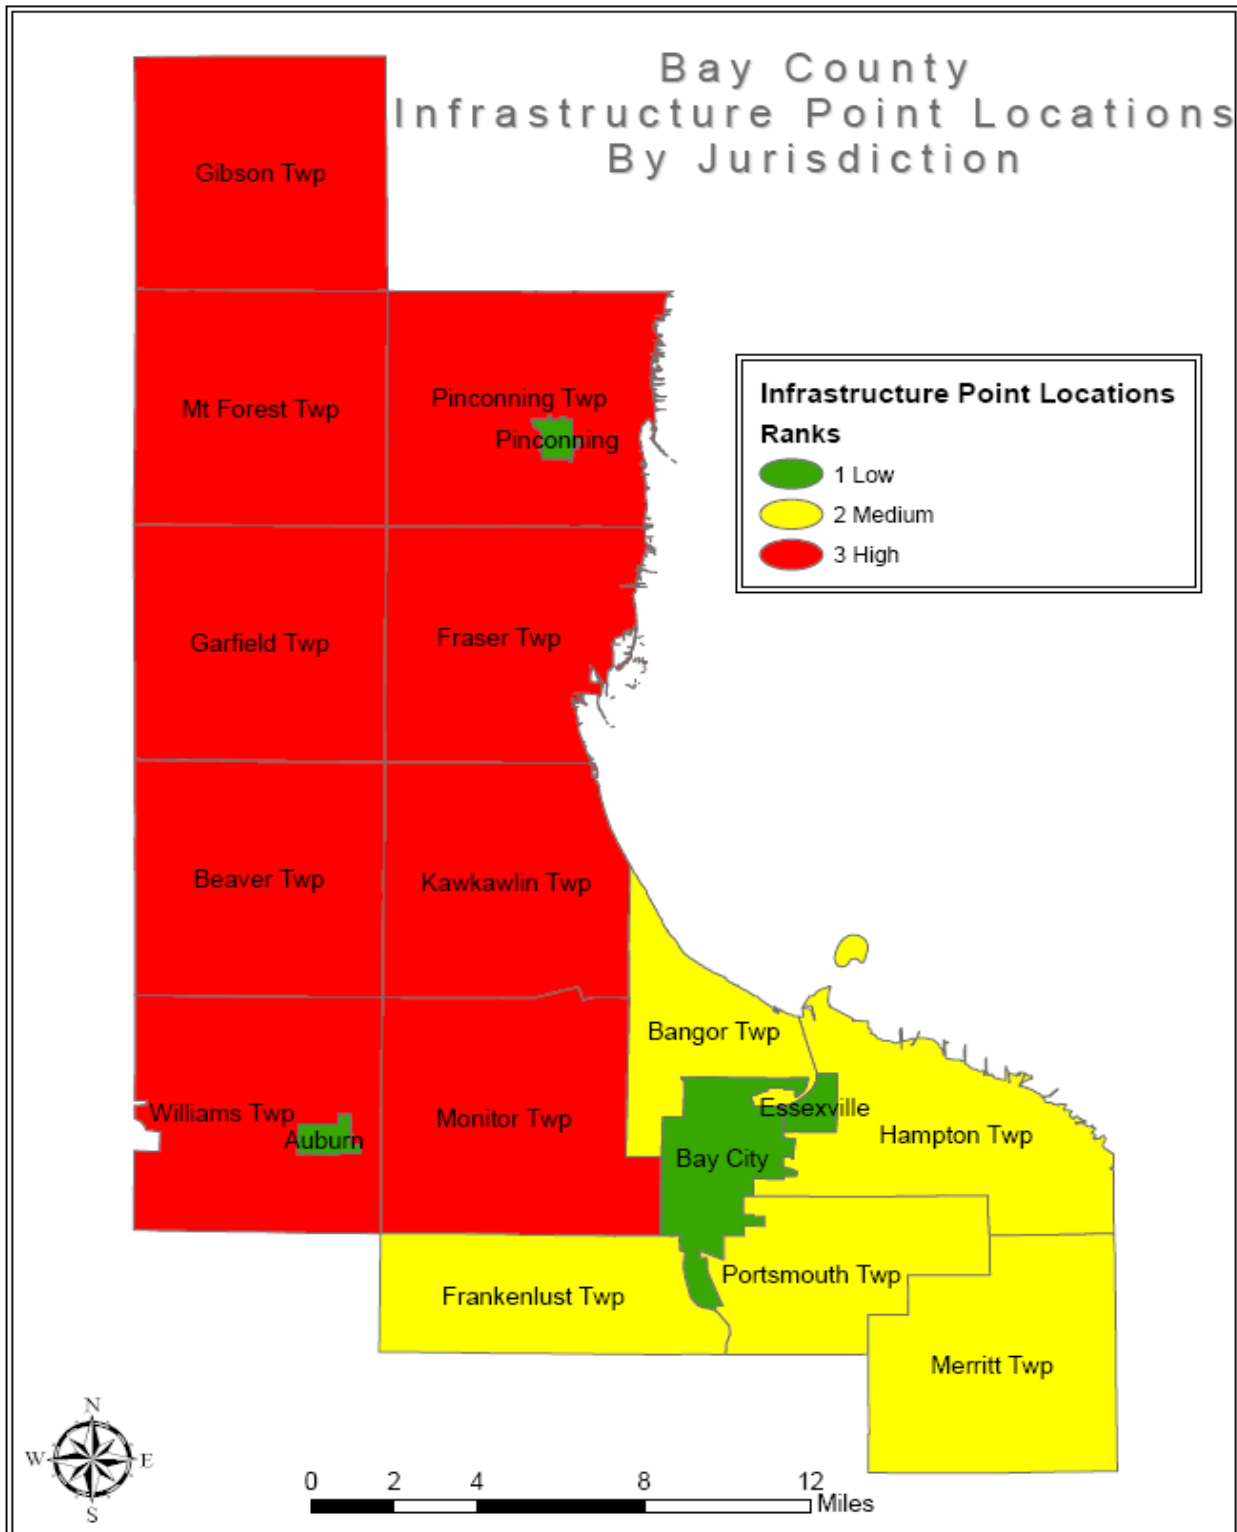 Bay County
Infrastructure Point Locations
By Jurisdiction
Gibson Twp
Mt Forest Twp
Pinconning Twp
Pinconning
Infrastructure Point Locations
Ranks
1 Low
2 Medium
3 High
Garfield Twp
Fraser Twp
Beaver Twp
Kawkawlin Twp
Bangor Twp
Williams Twp
Auburn
Monitor Twp
Essexville
Bay City
Hampton Twp
Frankenlust Twp
Portsmouth Twp
Merritt Twp
N
W E
S
0 2 4 8 12
Miles